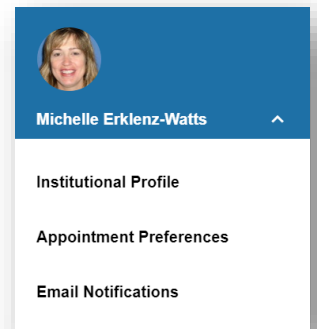 Michelle Erklenz-Watts
Institutional Profile
Appointment Preferences
Email Notifications